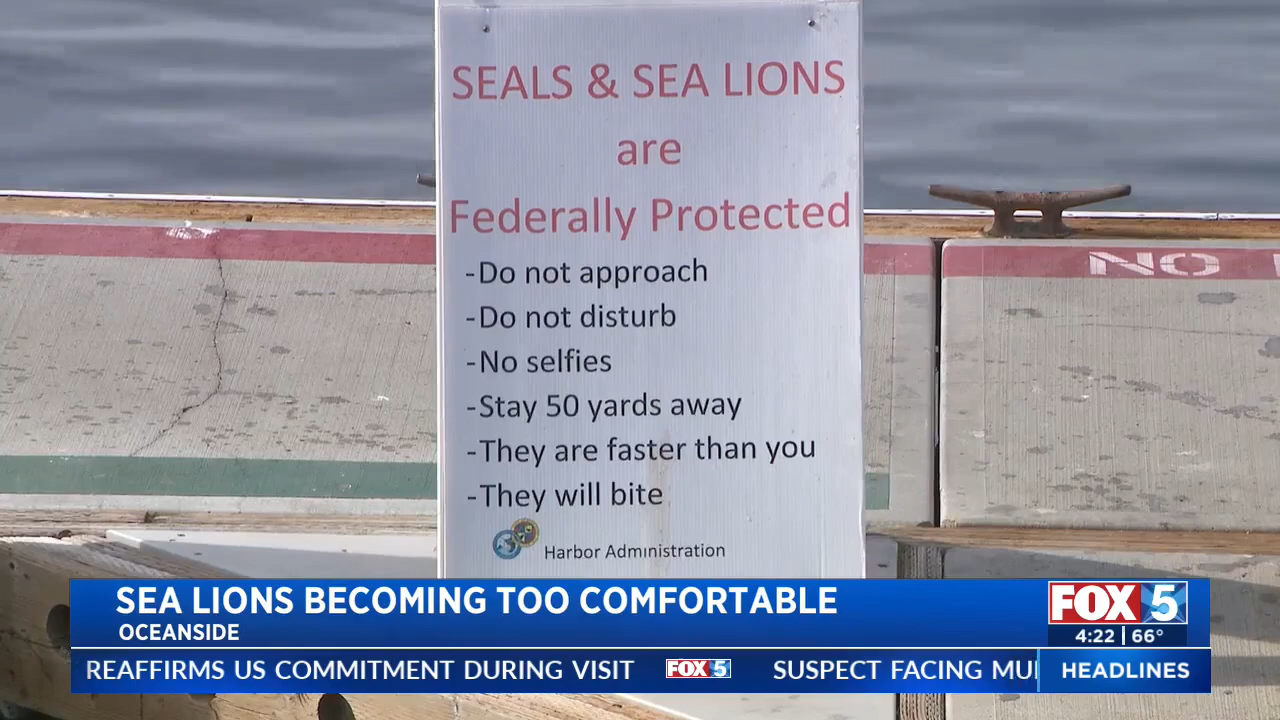 SEALS & SEA LIONS
are
Federally Protected
-Do not approach
-Do not disturb
-No selfies
-Stay 50 yards away
-They are faster than you
-They will bite
Harbor Administration
NO
SEA LIONS BECOMING TOO COMFORTABLE
OCEANSIDE
FOX 5
4:22 | 66°
REAFFIRMS US COMMITMENT DURING VISIT FOX 5 SUSPECT FACING
HEADLINES